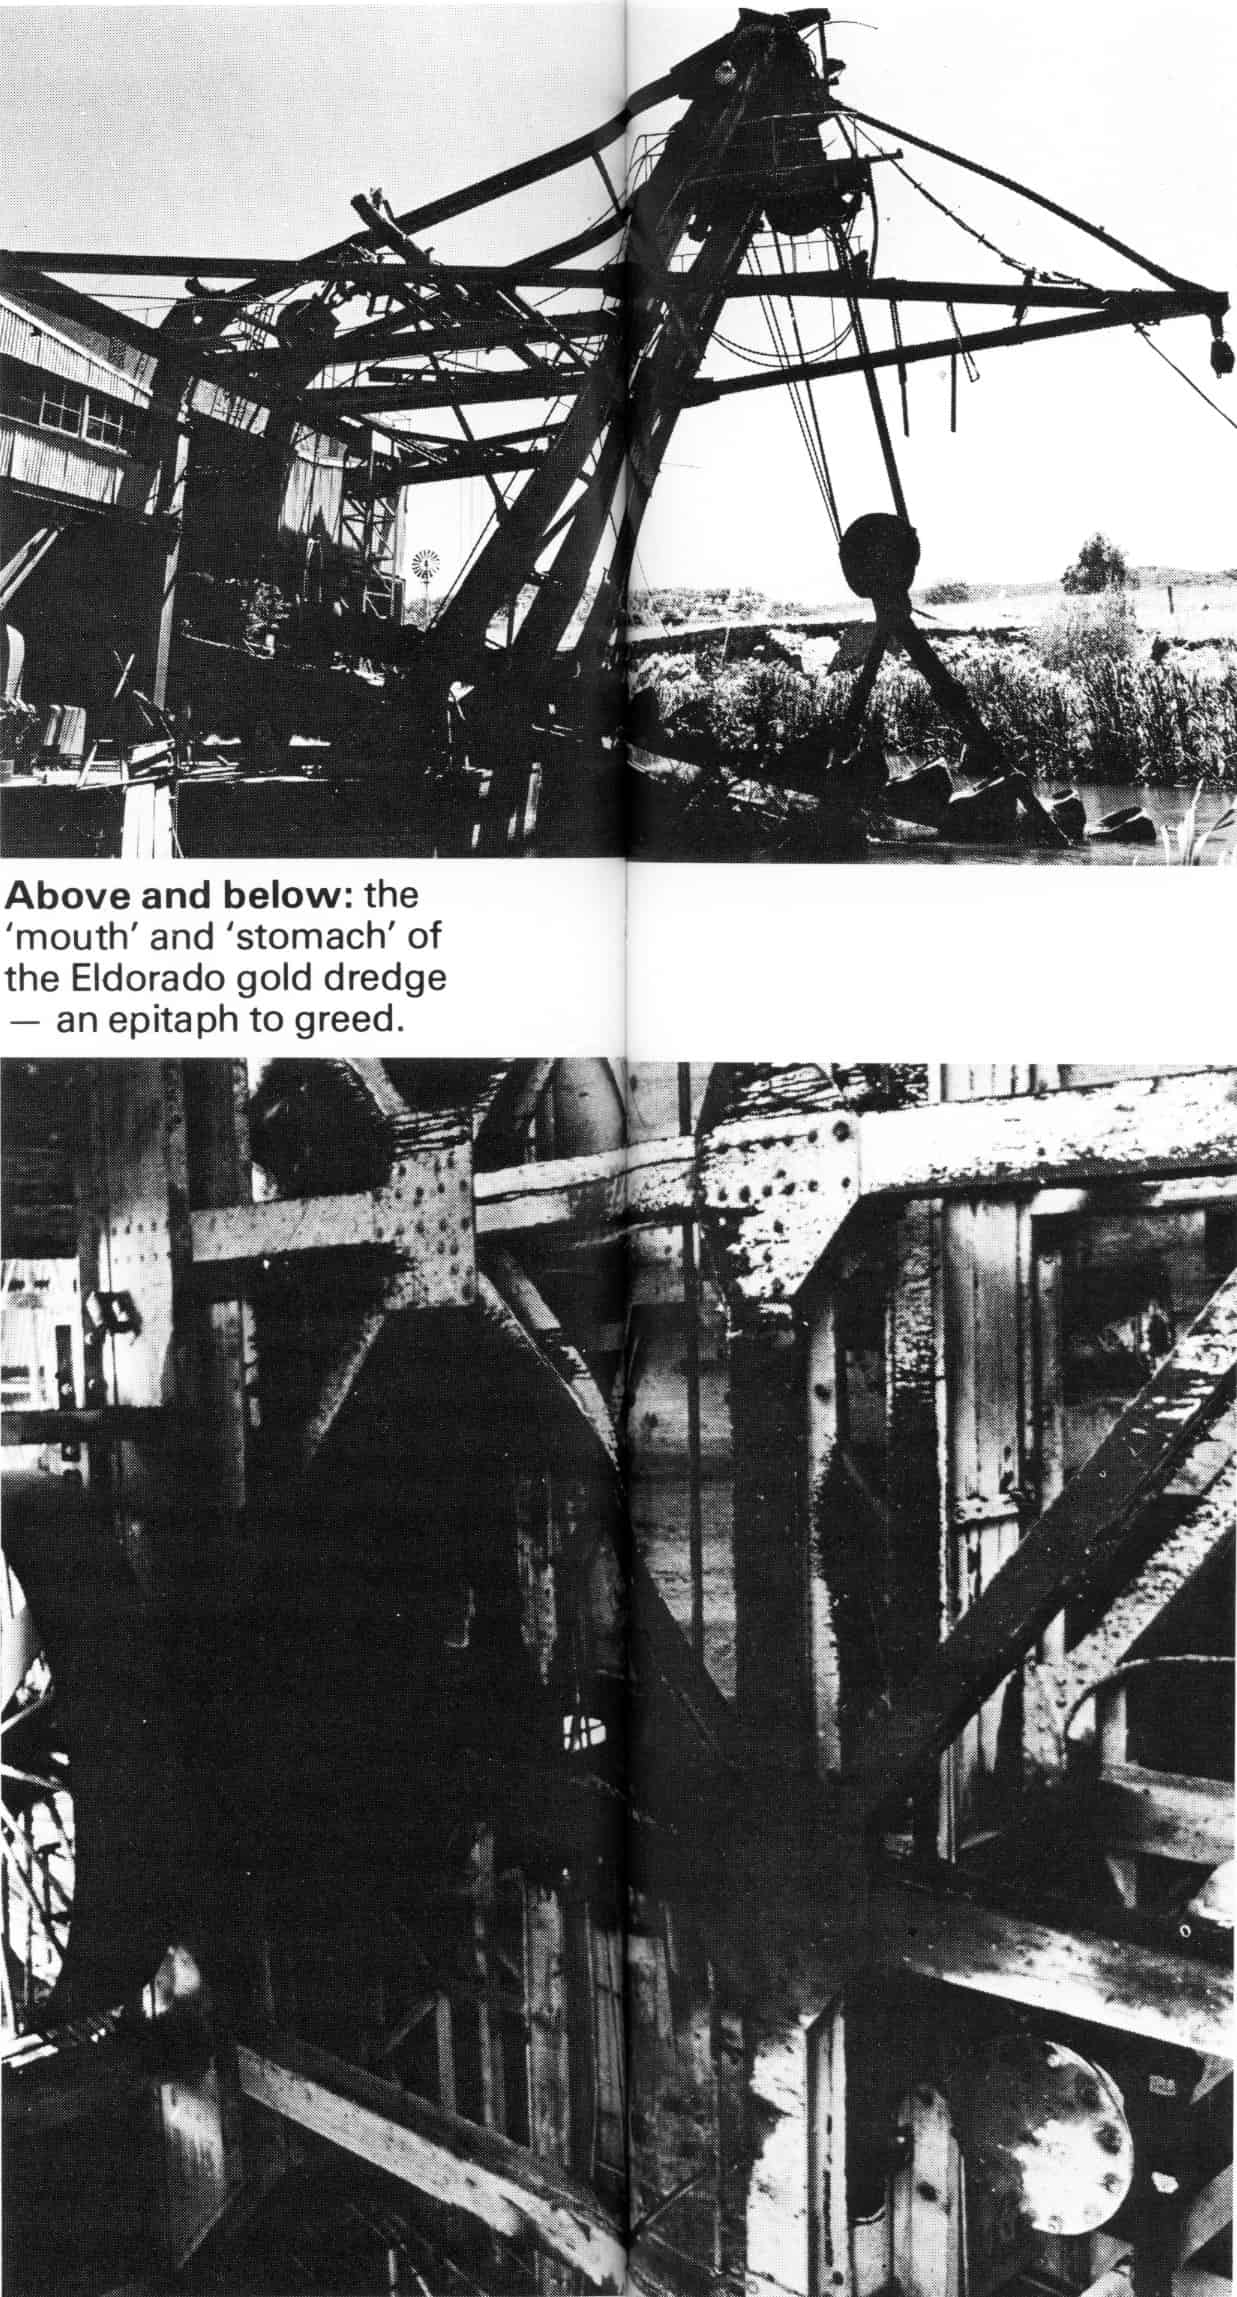 Above and below: the
‘mouth’ and ‘stomach’ of
the Eldorado gold dredge
— an epitaph to greed.